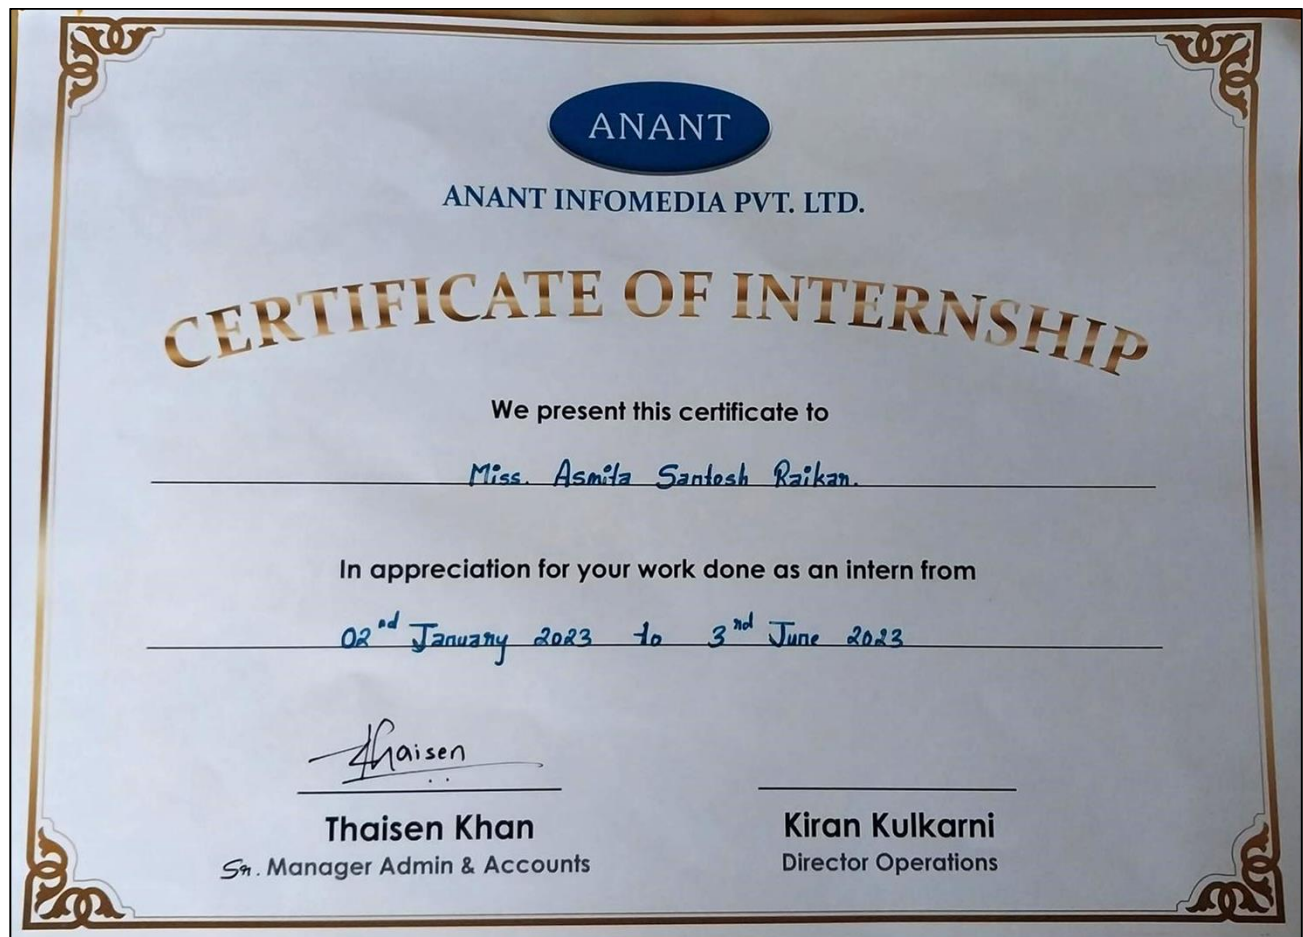 ANANT
ANANT INFOMEDIA PVT. LTD.
CERTIFICATE OF INTERNSHIP
We present this certificate to
Miss. Asmita Santosh Raikar.
In appreciation for your work done as an intern from
02nd January 2023 to 3nd June 2023
Thaisen
Thaisen Khan Kiran Kulkarni
Sr. Manager Admin & Accounts Director Operations